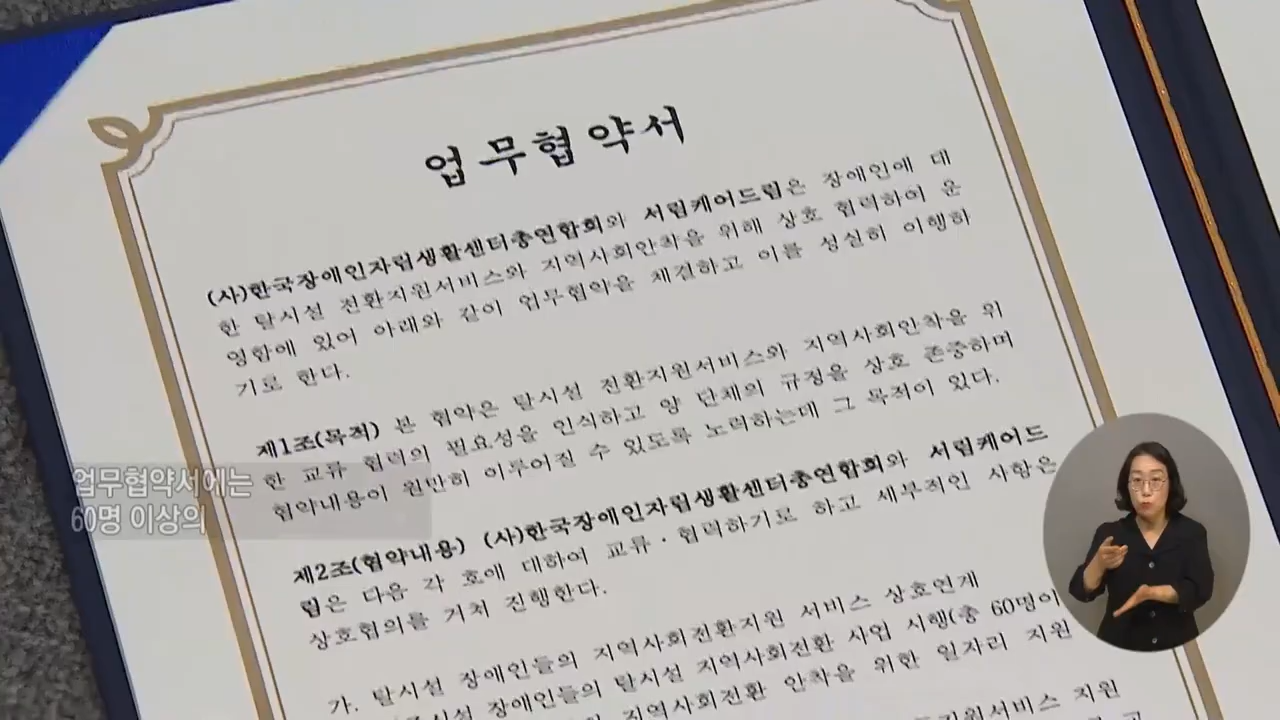 업무협약서
(사)한국장애인자립생활센터총연합회와 서림케어드림은 장애인에 대
한 탈시설 전환지원서비스와 지역사회안착을 위해 상호 협력하여 운
영함에 있어 아래와 같이 업무협약을 체결하고 이를 성실히 이행하
기로 한다.
제1조(목적) 본 협약은 탈시설 전환지원서비스와 지역사회안착을 위
한 교류 협력의 필요성을 인식하고 양 단체의 규정을 상호 존중하며
협약내용이 원만히 이루어질 수 있도록 노력하는데 그 목적이 있다.
제2조(협약내용) (사)한국장애인자립생활센터총연합회와 서림케어드
림은 다음 각 호에 대하여 교류·협력하기로 하고 세부적인 사항은
상호협의를 거쳐 진행한다.
가. 탈시설 장애인들의 지역사회전환지원 서비스 상호연계
장애인들의 탈시설 지역사회전환 사업 시행(총 60명이
지역사회전환 안착을 위한 일자리 지원
지원
업무협약서에는
60명 이상의